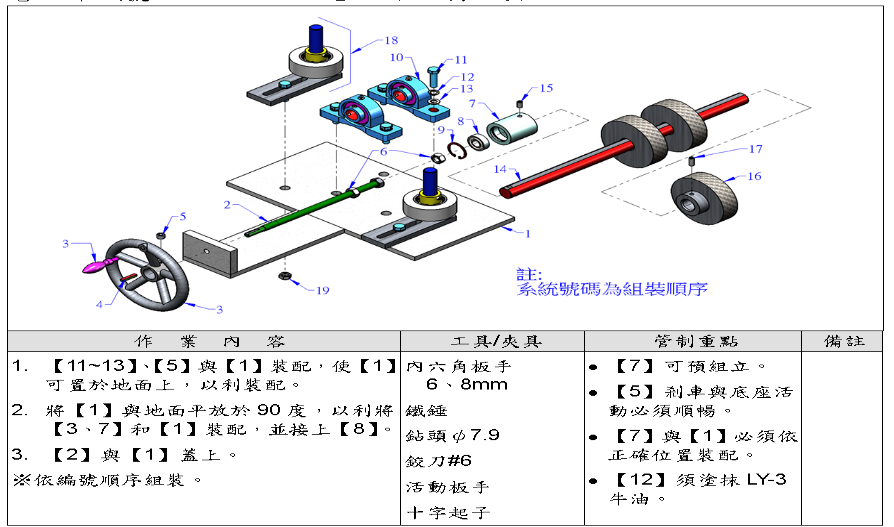 18
10
11
12
13
7
15
8
9
6
14
17
16
2
5
1
3
4
3
19
註:
系統號碼為組裝順序
作 業 內 容
工具/夾具
管制重點
備註
1. 【11~13】、【5】與【1】裝配，使【1】
可置於地面上，以利裝配。
2. 將【1】與地面平放於90度，以利將
【3、7】和【1】裝配，並接上【8】。
3. 【2】與【1】蓋上。
※依編號順序組裝。
內六角板手
6、8mm
鐵錘
鉆頭φ7.9
鉸刀#6
活動板手
十字起子
● 【7】可預組立。
● 【5】剎車與底座活
動必須順暢。
● 【7】與【1】必須依
正確位置裝配。
● 【12】須塗抹LY-3
牛油。